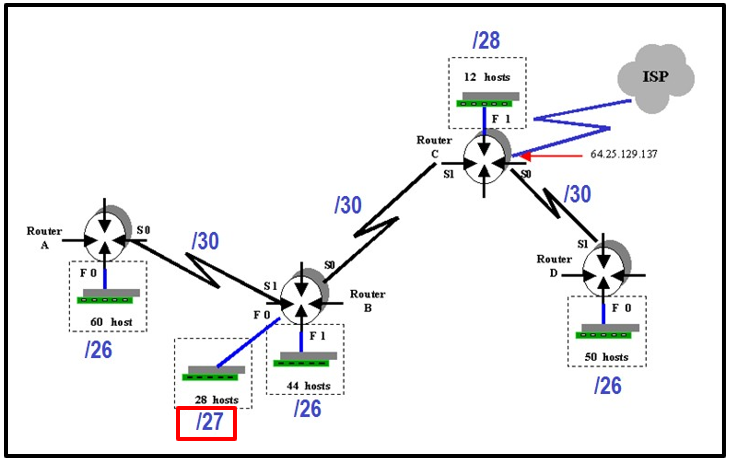 /28
12 hosts
ISP
F 1
Router
C
S1
S0
64.25.129.137
/30
/30
Router
A
S0
/30
S0
S1
Router
D
F 0
60 host
/26
S1
F 0
Router
B
F 0
F 1
50 hosts
/26
28 hosts
/27
44 hosts
/26